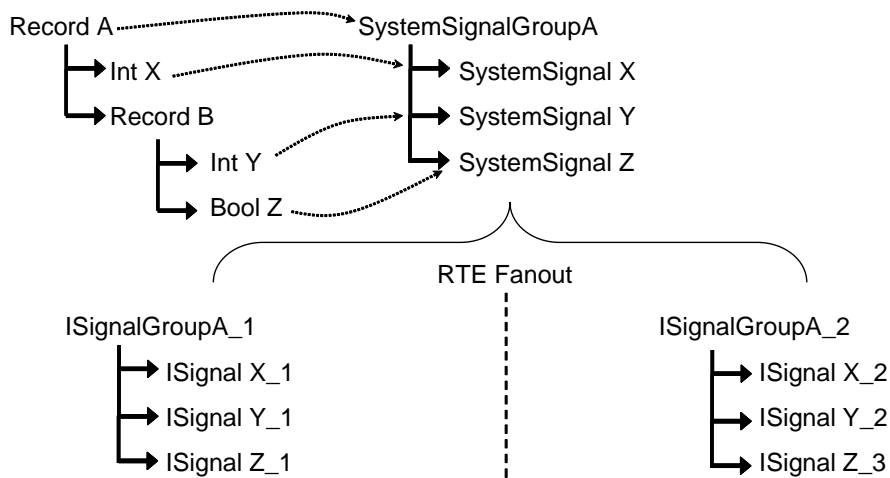 Record A
SystemSignalGroupA
Int X
SystemSignal X
Record B
SystemSignal Y
Int Y
SystemSignal Z
Bool Z
RTE Fanout
ISignalGroupA_1
ISignalGroupA_2
ISignal X_1
ISignal X_2
ISignal Y_1
ISignal Y_2
ISignal Z_1
ISignal Z_3